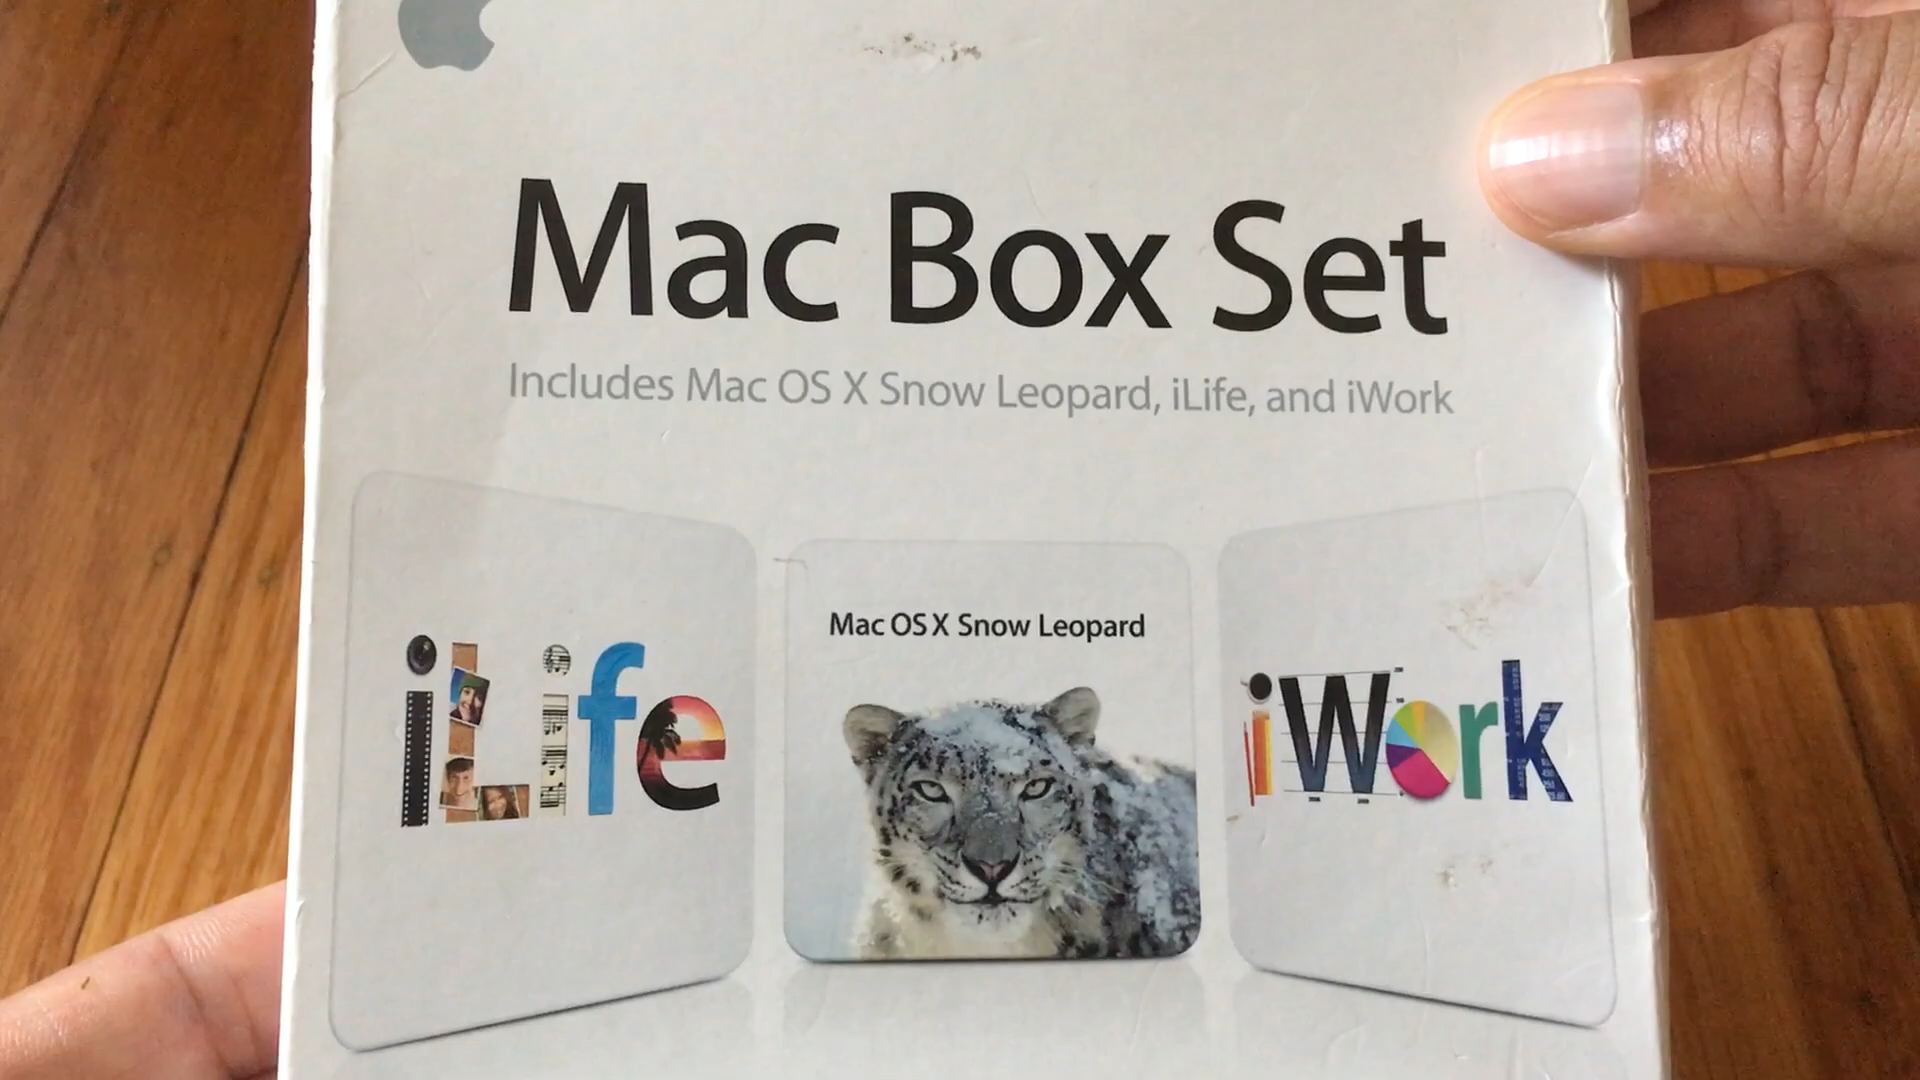 Mac Box Set
Includes Mac OS X Snow Leopard, iLife, and iWork
iLife
Mac OS X Snow Leopard
iWork